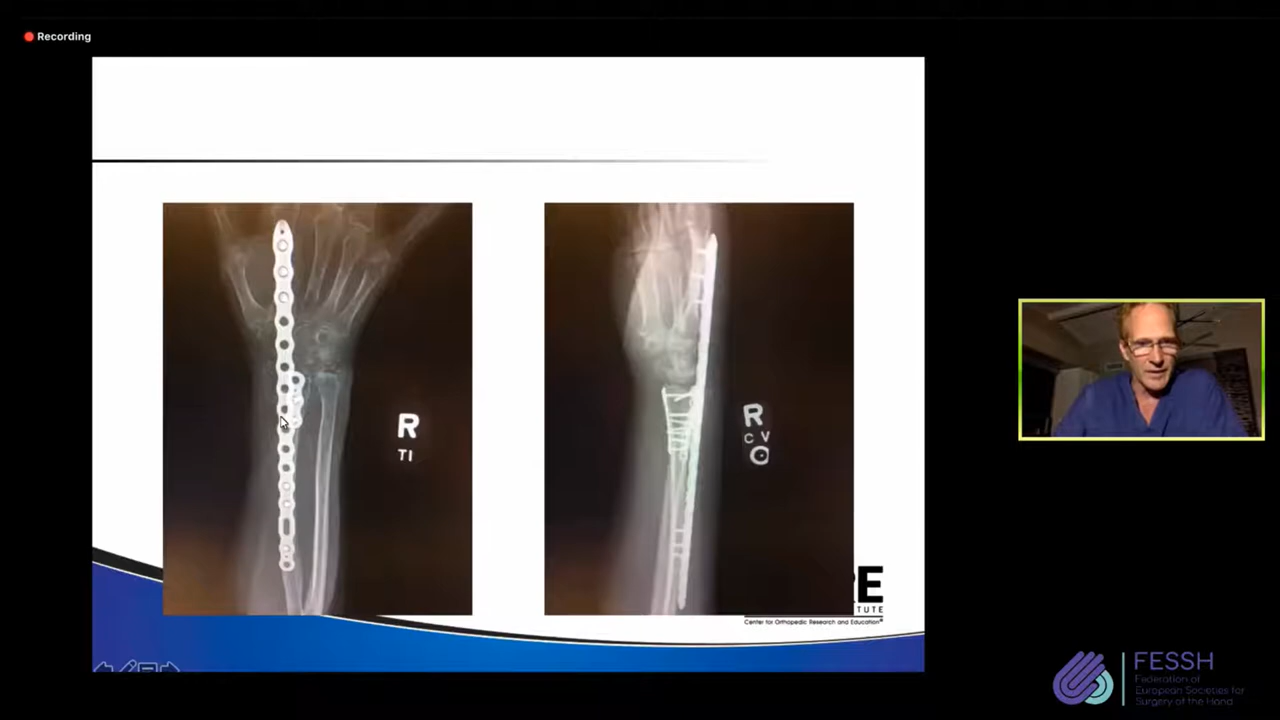 Recording
R
TI
R
C V
O
RE
TUTE
Center for Orthopedic Research and Education®
FESSH
Federation of
European Societies for
Surgery of the Hand